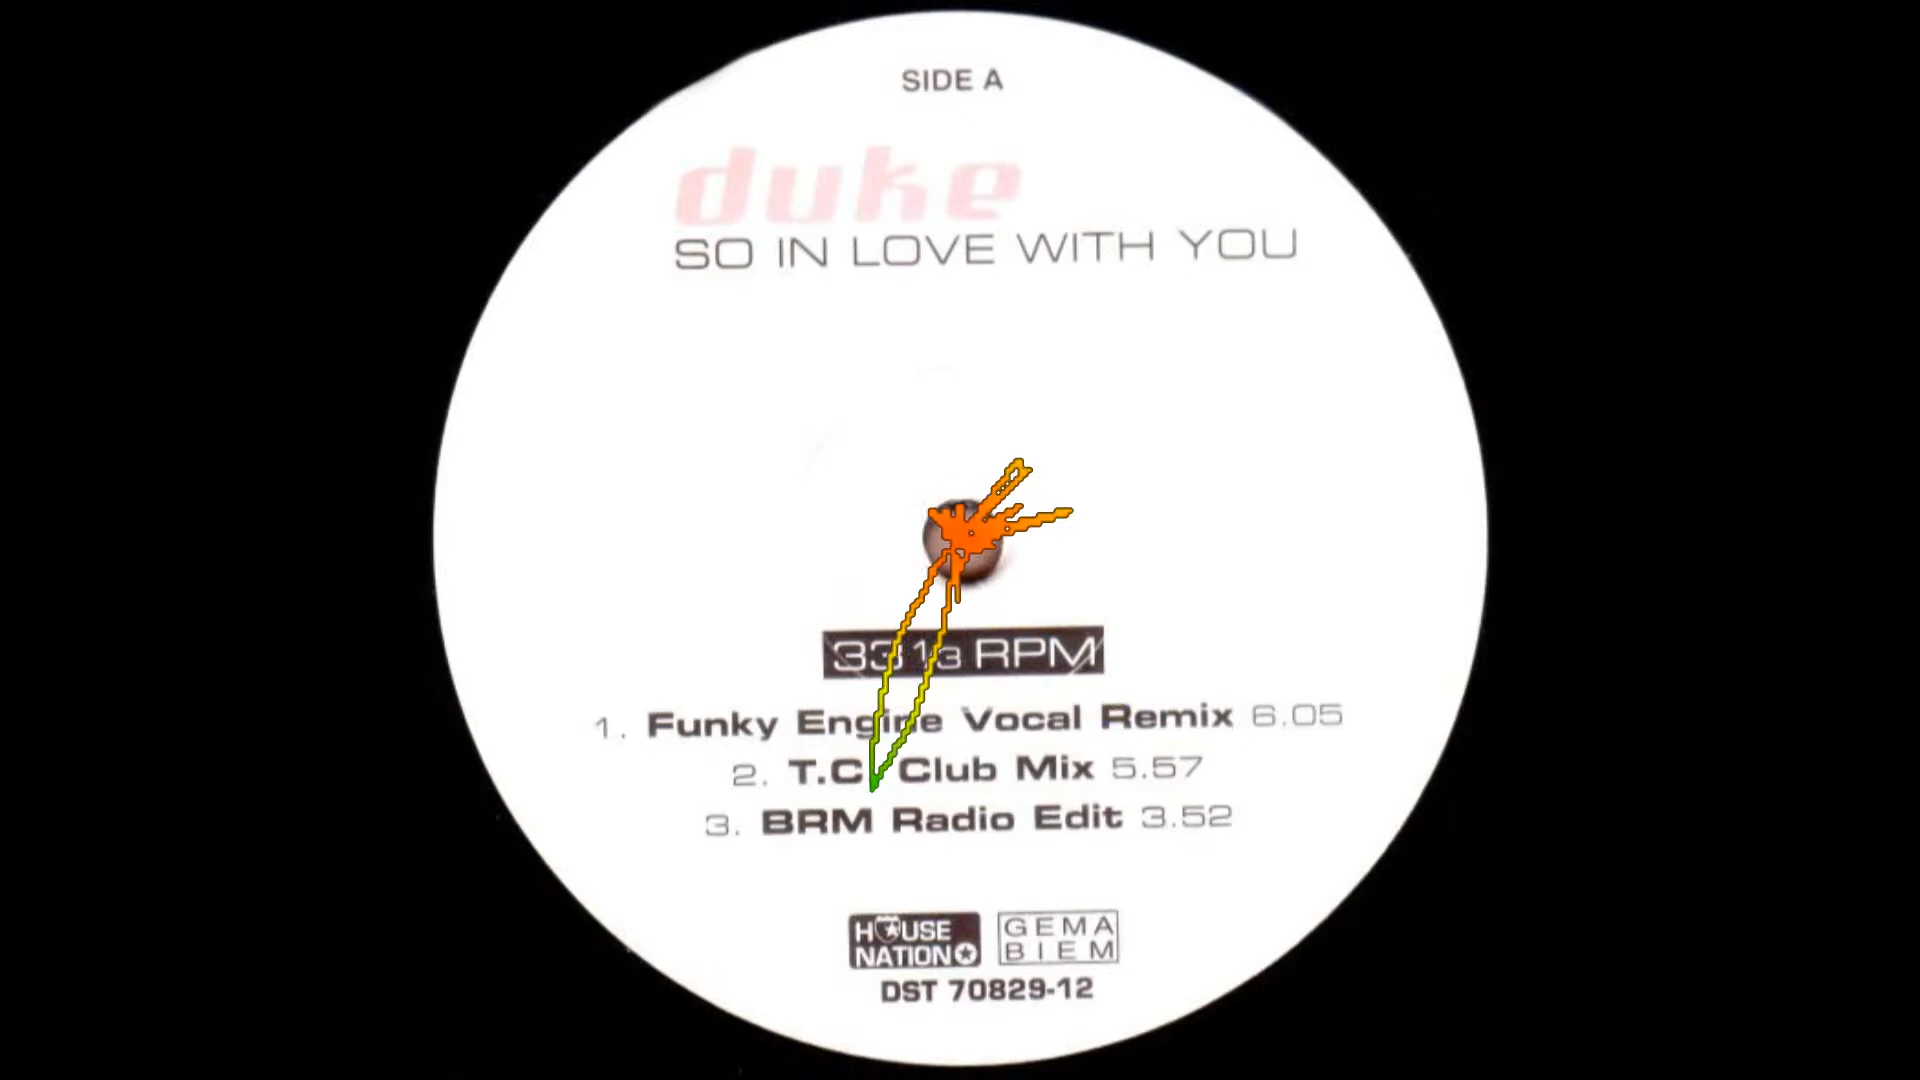 SIDE A
duke
SO IN LOVE WITH YOU
33 1/3 RPM
1. Funky Engine Vocal Remix 6.05
2. T.C. Club Mix 5.57
3. BRM Radio Edit 3.52
HOUSE NATION
GEMA
BIEM
DST 70829-12